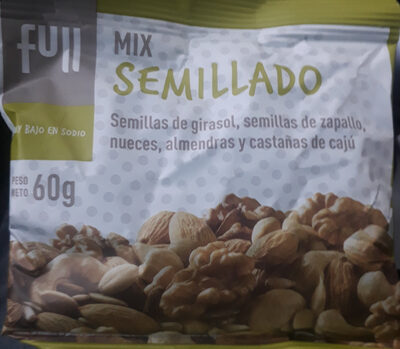 full
MIX
SEMILLADO
Y BAJO EN SODIO
Semillas de girasol, semillas de zapallo,
nueces, almendras y castañas de cajú
PESO
NETO 60g
full